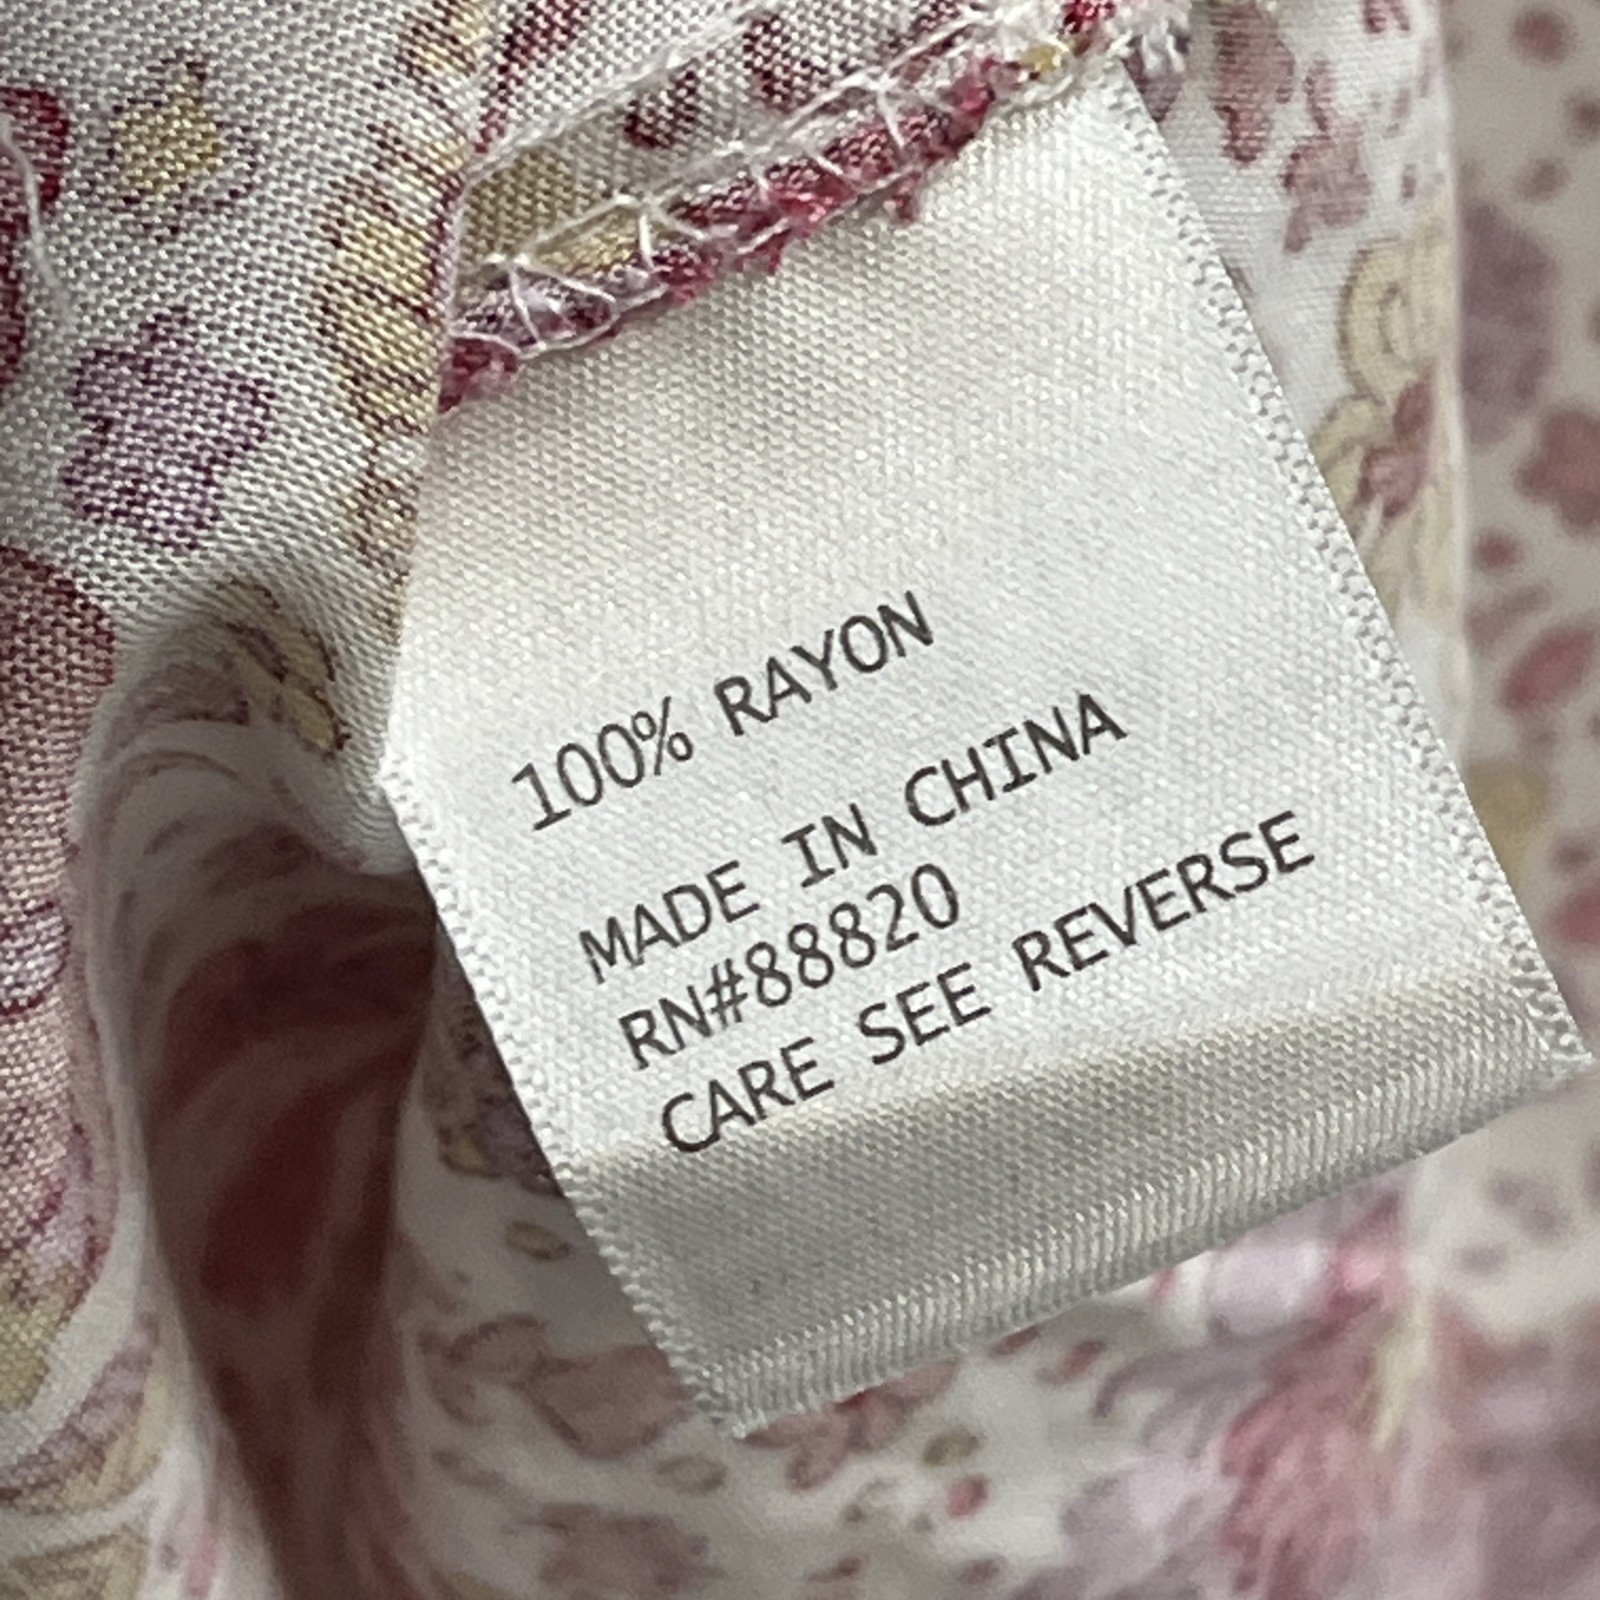 100% RAYON
MADE IN CHINA
RN#88820
CARE SEE REVERSE